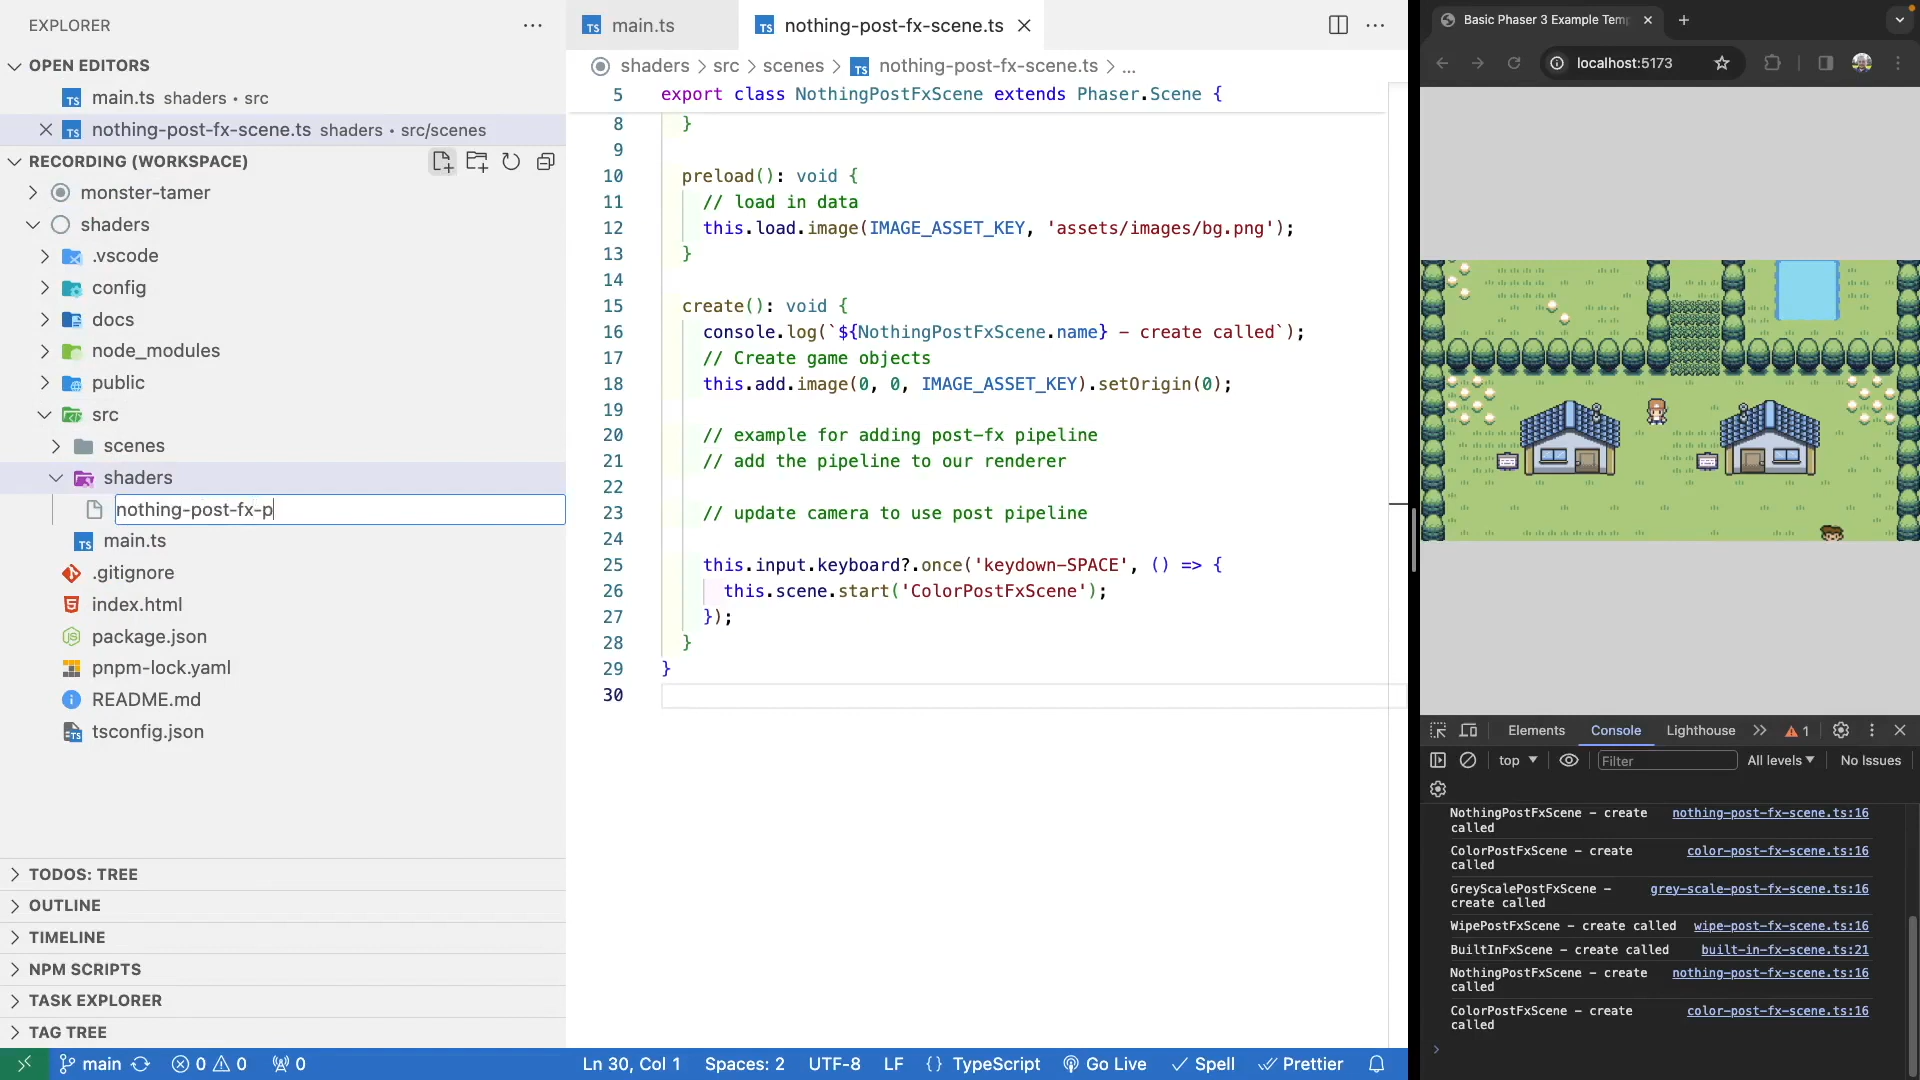 EXPLORER
OPEN EDITORS
main.ts shaders • src
nothing-post-fx-scene.ts shaders • src/scenes
RECORDING (WORKSPACE)
monster-tamer
shaders
.vscode
config
docs
node_modules
public
src
scenes
shaders
nothing-post-fx-p
main.ts
.gitignore
index.html
package.json
pnpm-lock.yaml
README.md
tsconfig.json
TODOS: TREE
OUTLINE
TIMELINE
NPM SCRIPTS
TASK EXPLORER
TAG TREE
main.ts
nothing-post-fx-scene.ts
shaders > src > scenes > nothing-post-fx-scene.ts > ...
5 export class NothingPostFxScene extends Phaser.Scene {
8 }
9
10 preload(): void {
11 // load in data
12 this.load.image(IMAGE_ASSET_KEY, 'assets/images/bg.png');
13 }
14
15 create(): void {
16 console.log(`${NothingPostFxScene.name} - create called`);
17 // Create game objects
18 this.add.image(0, 0, IMAGE_ASSET_KEY).setOrigin(0);
19
20 // example for adding post-fx pipeline
21 // add the pipeline to our renderer
22
23 // update camera to use post pipeline
24
25 this.input.keyboard?.once('keydown-SPACE', () => {
26 this.scene.start('ColorPostFxScene');
27 });
28 }
29 }
30
Basic Phaser 3 Example Temp
localhost:5173
Elements Console Lighthouse 1
top Filter All levels No Issues
NothingPostFxScene - create called nothing-post-fx-scene.ts:16
ColorPostFxScene - create called color-post-fx-scene.ts:16
GreyScalePostFxScene - create called grey-scale-post-fx-scene.ts:16
WipePostFxScene - create called wipe-post-fx-scene.ts:16
BuiltInFxScene - create called built-in-fx-scene.ts:21
NothingPostFxScene - create called nothing-post-fx-scene.ts:16
ColorPostFxScene - create called color-post-fx-scene.ts:16
main 0 0 0 Ln 30, Col 1 Spaces: 2 UTF-8 LF {} TypeScript Go Live Spell Prettier